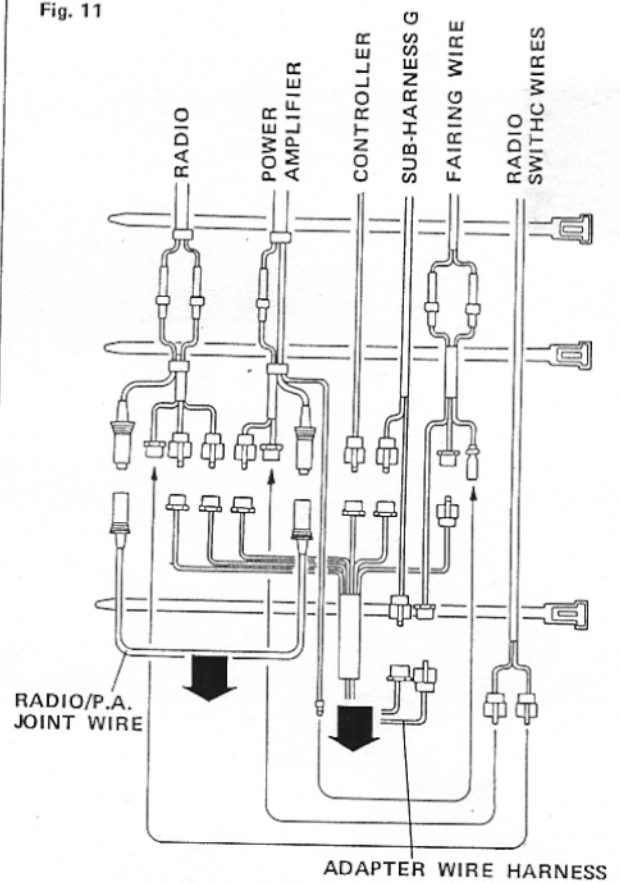 Fig. 11
RADIO
POWER
AMPLIFIER
CONTROLLER
SUB-HARNESS G
FAIRING WIRE
RADIO
SWITHC WIRES
RADIO/P.A.
JOINT WIRE
ADAPTER WIRE HARNESS